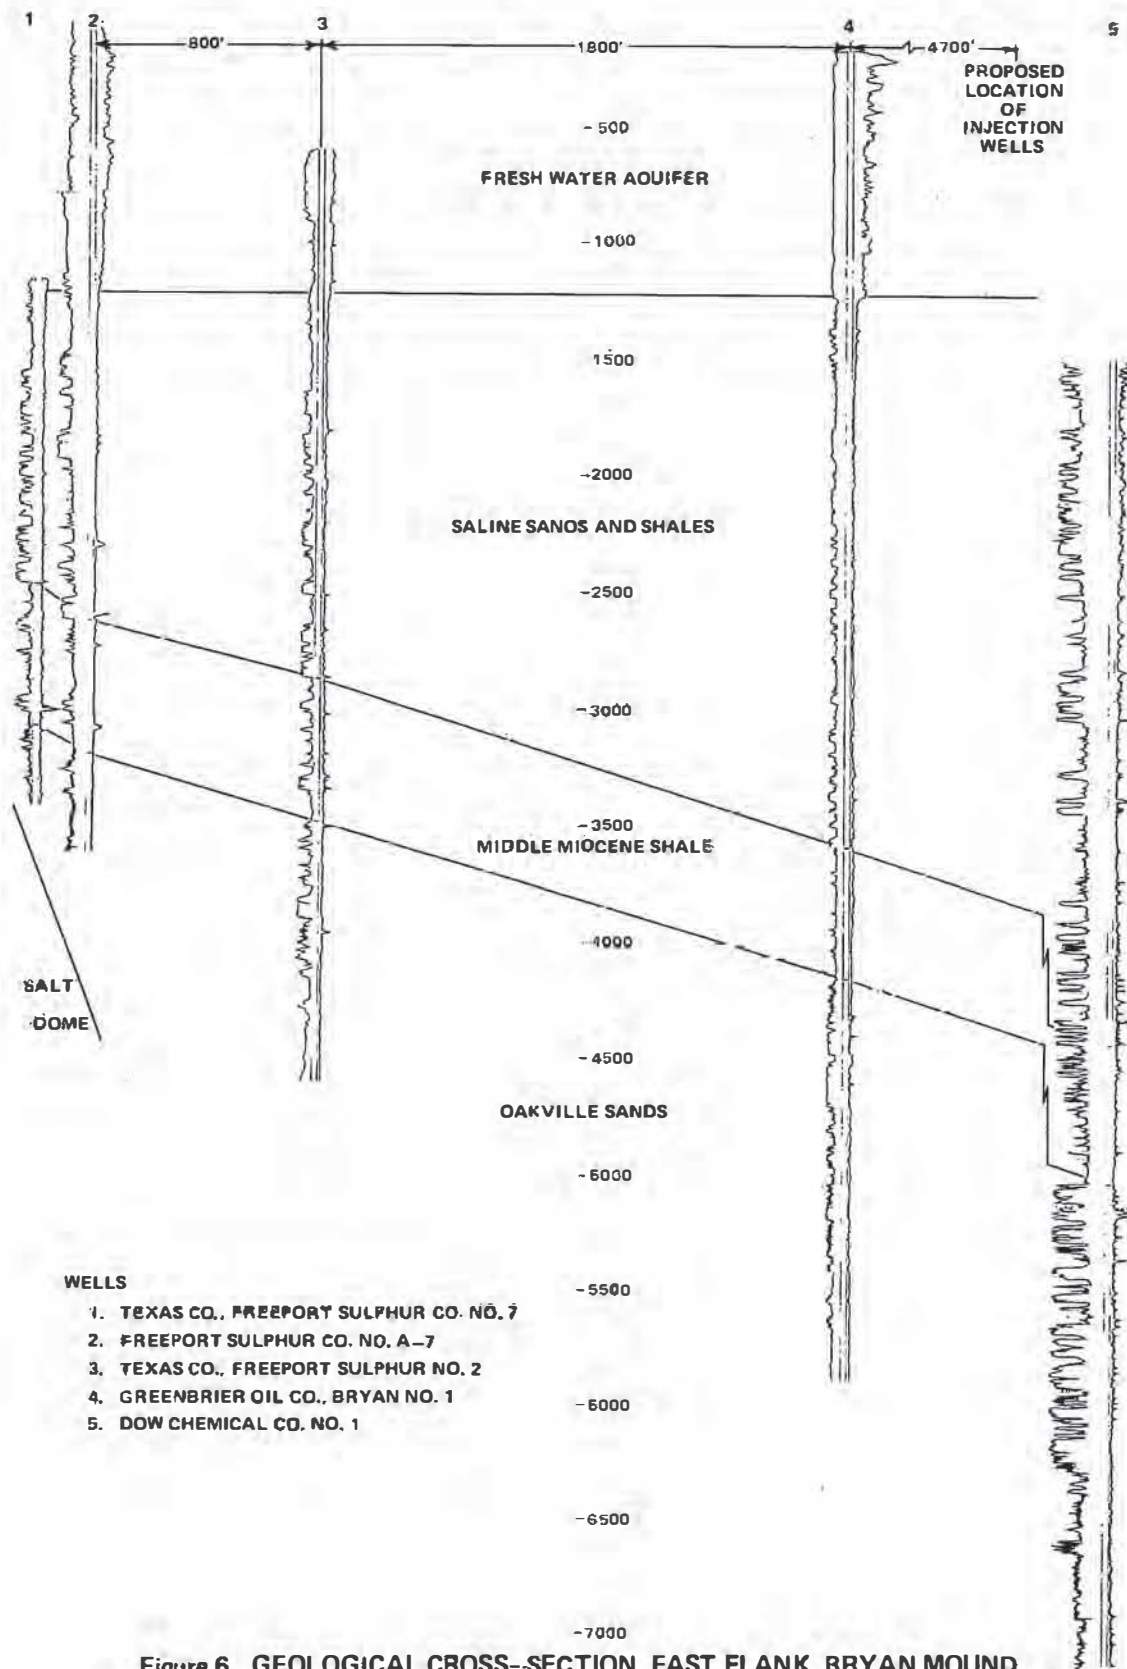 1 2 3 4 5
800' 1800' 4700'
PROPOSED
LOCATION
OF
INJECTION
WELLS
-500
FRESH WATER AQUIFER
-1000
1500
-2000
SALINE SANDS AND SHALES
-2500
-3000
-3500
MIDDLE MIOCENE SHALE
-4000
SALT
DOME
-4500
OAKVILLE SANDS
-5000
-5500
-6000
-6500
-7000
WELLS
1. TEXAS CO., FREEPORT SULPHUR CO. NO. 7
2. FREEPORT SULPHUR CO. NO. A-7
3. TEXAS CO., FREEPORT SULPHUR NO. 2
4. GREENBRIER OIL CO., BRYAN NO. 1
5. DOW CHEMICAL CO. NO. 1
Figure 6 GEOLOGICAL CROSS-SECTION EAST FLANK BRYAN MOUND